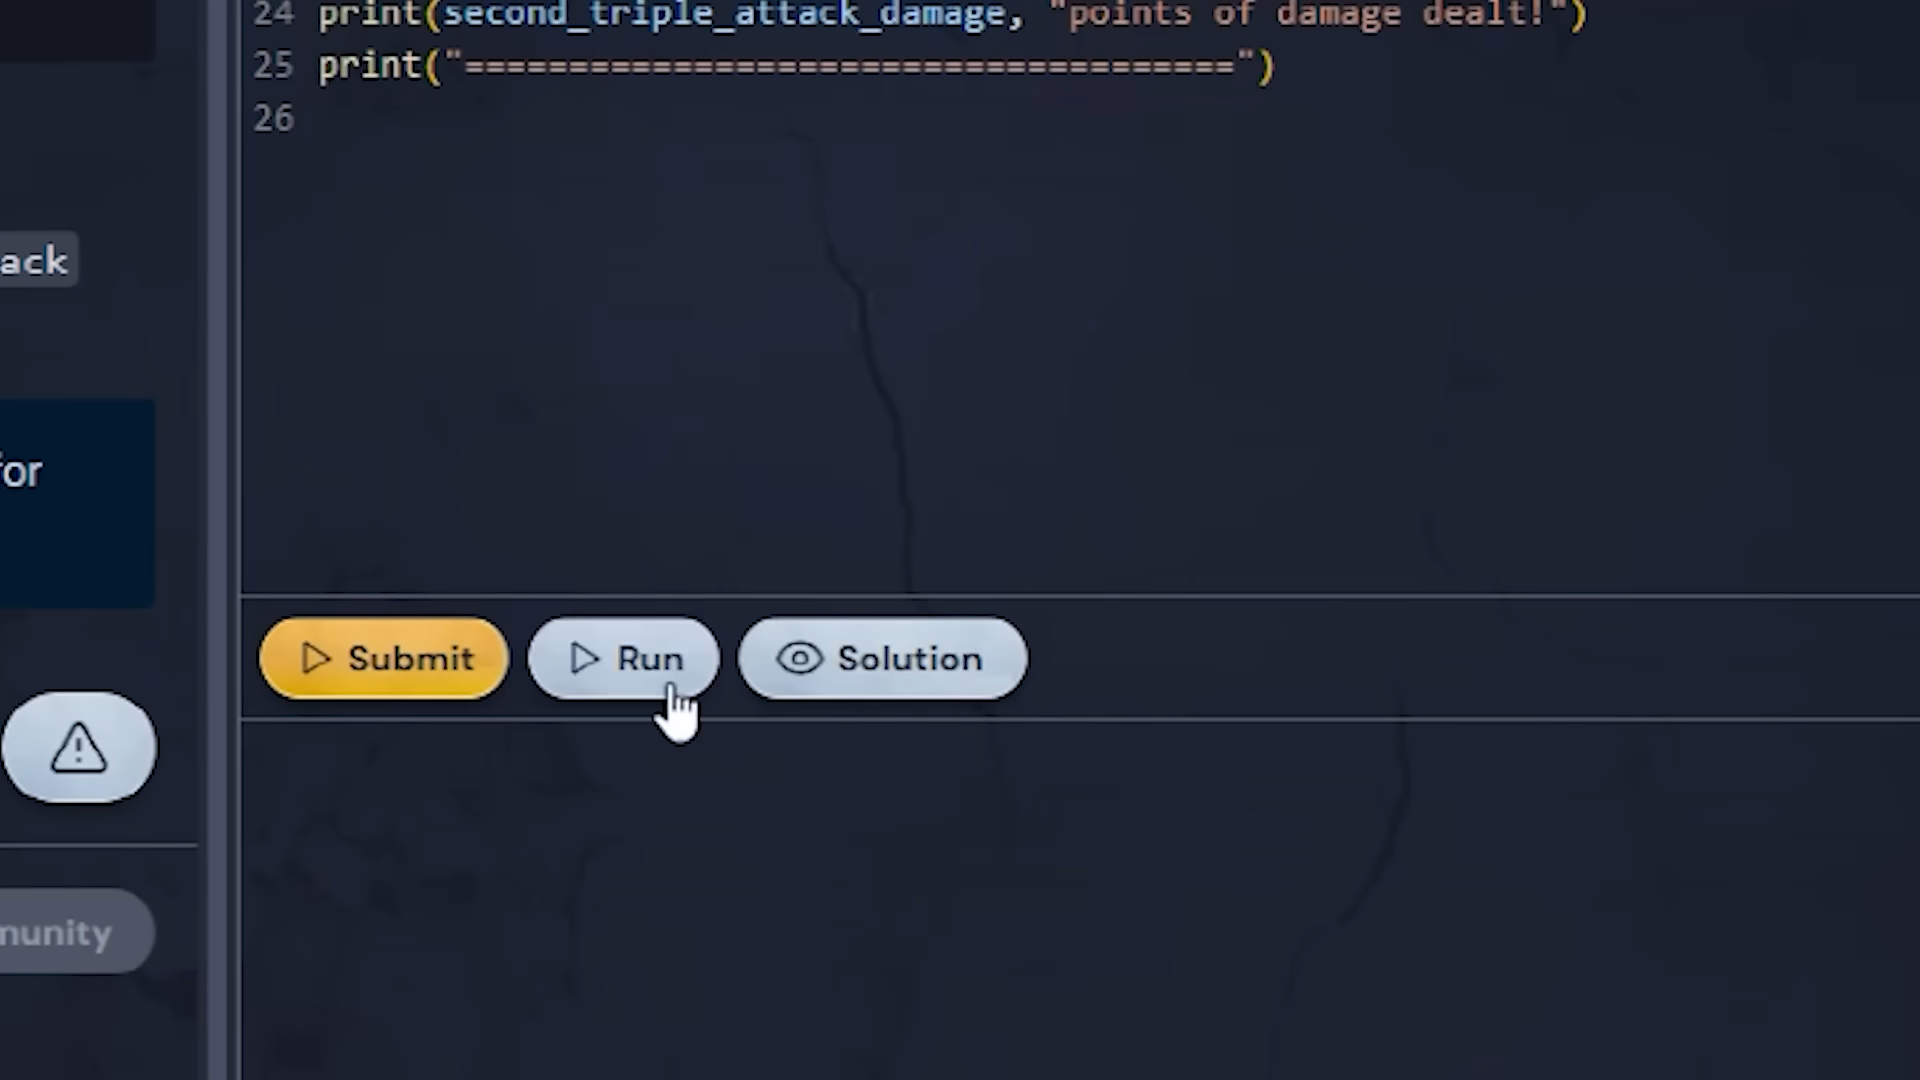 24 print(second_triple_attack_damage, "points of damage dealt!")
25 print("=====================================")
26
ack
for
Submit
Run
Solution
munity